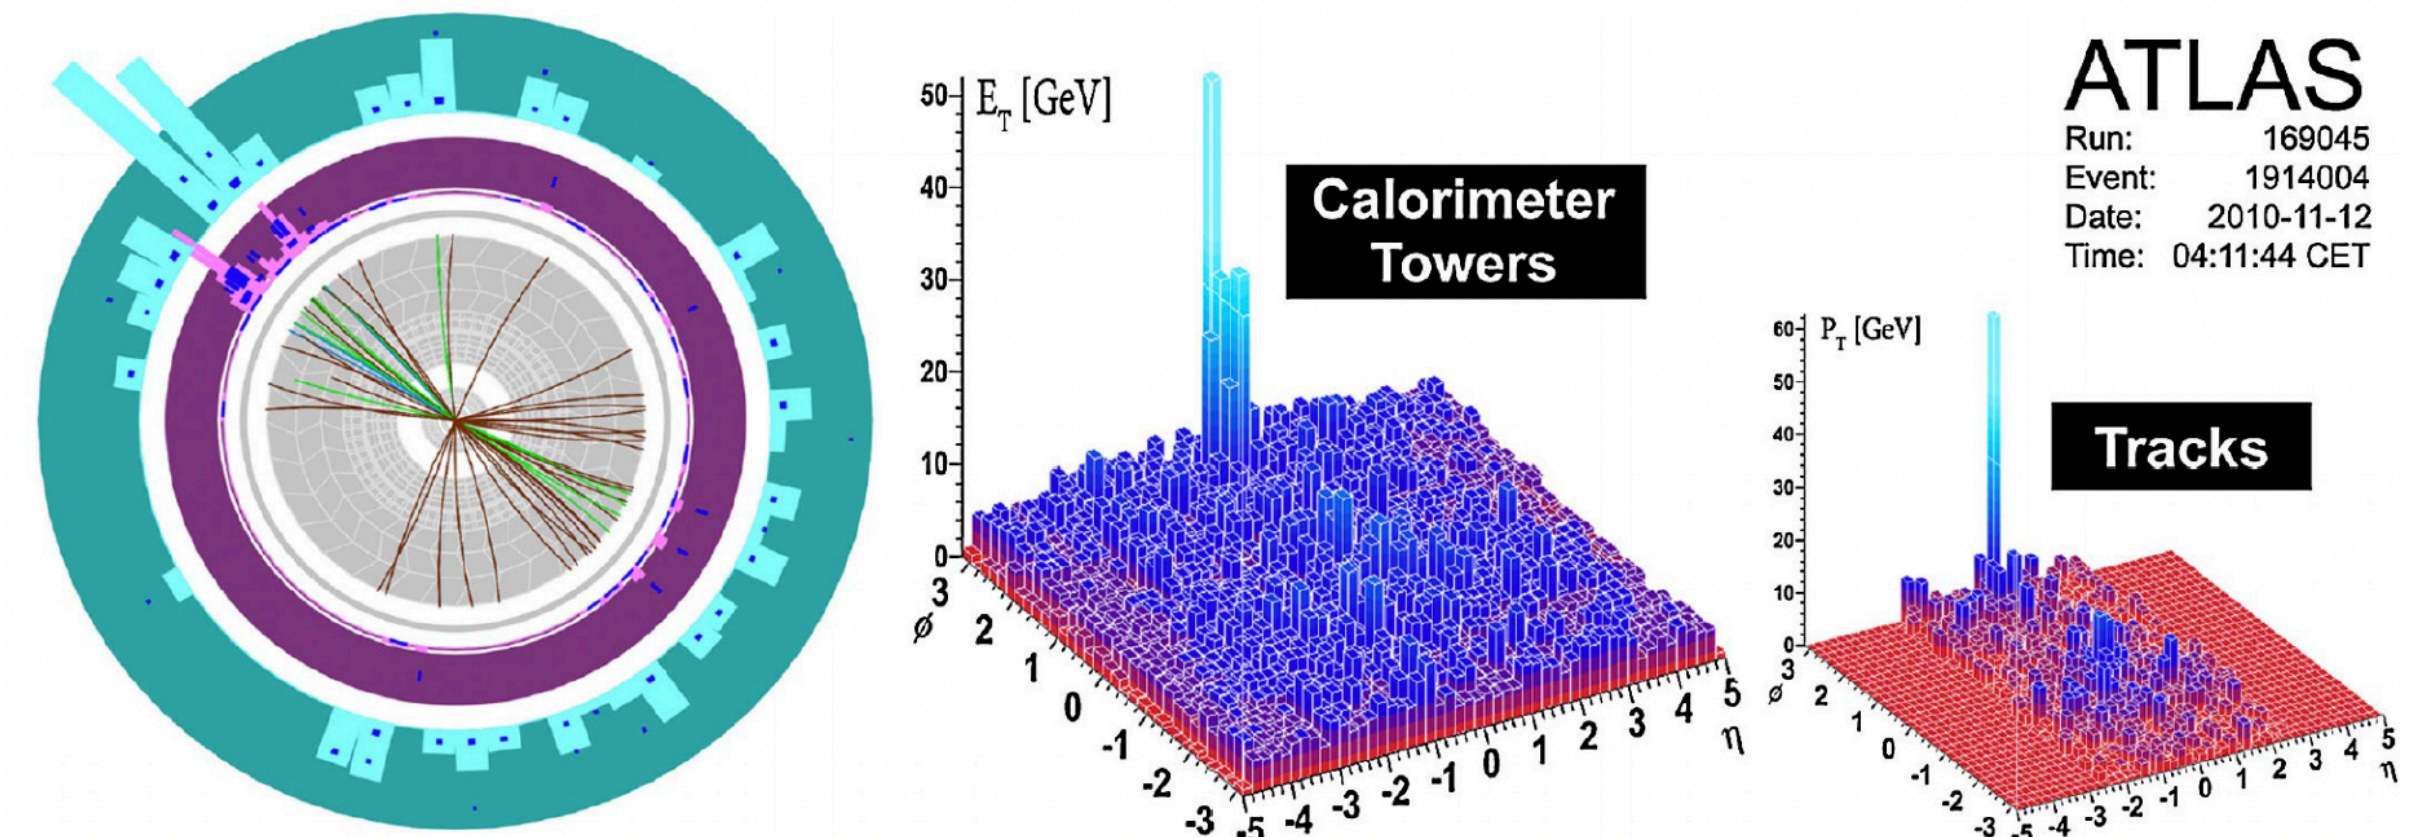 ATLAS
Run: 169045
Event: 1914004
Date: 2010-11-12
Time: 04:11:44 CET
E_T [GeV]
50
40
30
20
10
0
Calorimeter
Towers
3
2
1
0
-1
-2
-3
ϕ
-5 -4 -3 -2 -1 0 1 2 3 4 5
η
P_T [GeV]
60
50
40
30
20
10
0
Tracks
3
2
1
0
-1
-2
-3
ϕ
-5 -4 -3 -2 -1 0 1 2 3 4 5
η